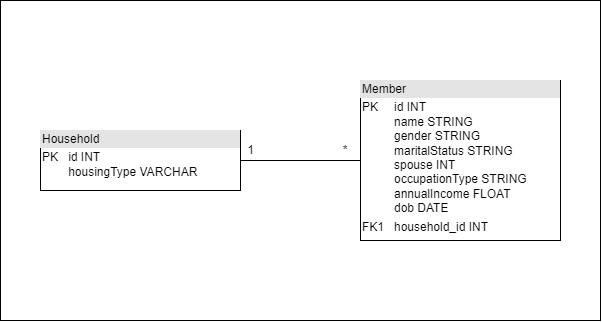 Household
PK id INT
housingType VARCHAR
1
*
Member
PK id INT
name STRING
gender STRING
maritalStatus STRING
spouse INT
occupationType STRING
annualIncome FLOAT
dob DATE
FK1 household_id INT